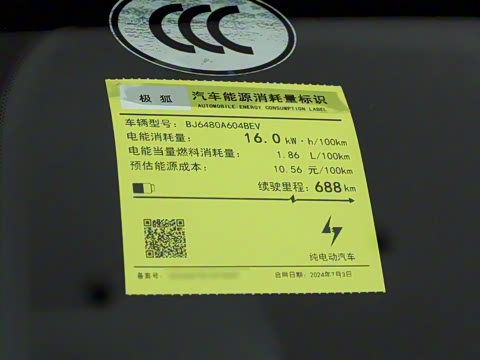 CCC
极狐 汽车能源消耗量标识
AUTOMOBILE ENERGY CONSUMPTION LABEL
车辆型号: BJ6480A604BEV
电能消耗量: 16.0 kW·h/100km
电能当量燃料消耗量: 1.86 L/100km
预估能源成本: 10.56 元/100km
续驶里程: 688 km
纯电动汽车
备案号:
启用日期: 2024年7月3日